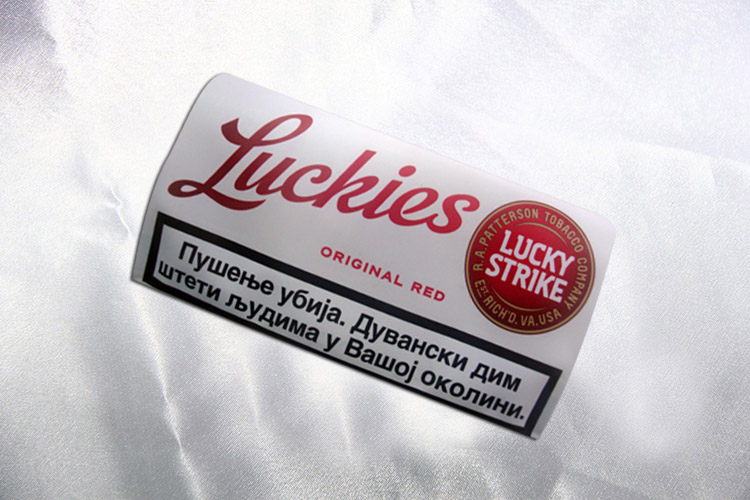 Luckies
ORIGINAL RED
R.A. PATTERSON TOBACCO COMPANY
LUCKY
STRIKE
EST RICH'D. VA. USA
Пушење убија. Дувански дим
штети људима у Вашој околини.